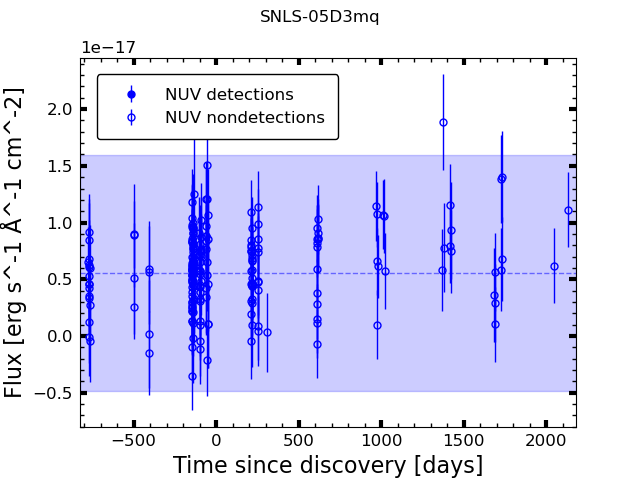 SNLS-05D3mq
1e−17
NUV detections
NUV nondetections
2.0
1.5
1.0
0.5
0.0
−0.5
Flux [erg s^-1 Å^-1 cm^-2]
−500 0 500 1000 1500 2000
Time since discovery [days]